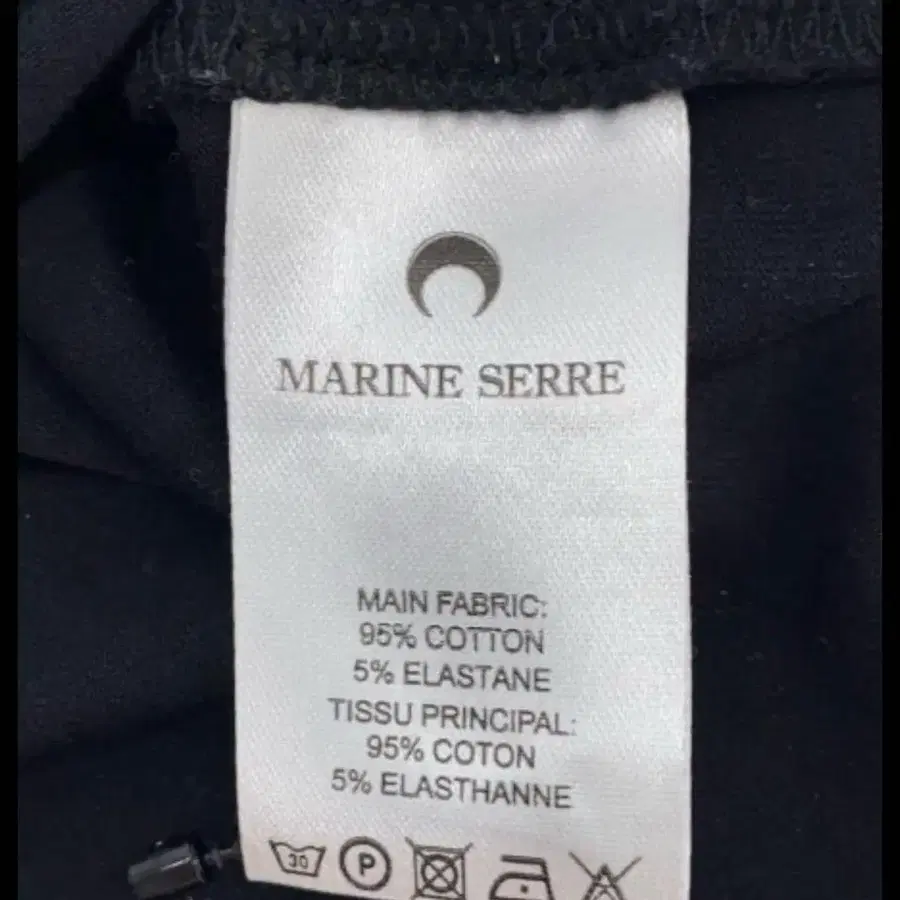 MARINE SERRE
MAIN FABRIC:
95% COTTON
5% ELASTANE
TISSU PRINCIPAL:
95% COTON
5% ELASTHANNE
30 P